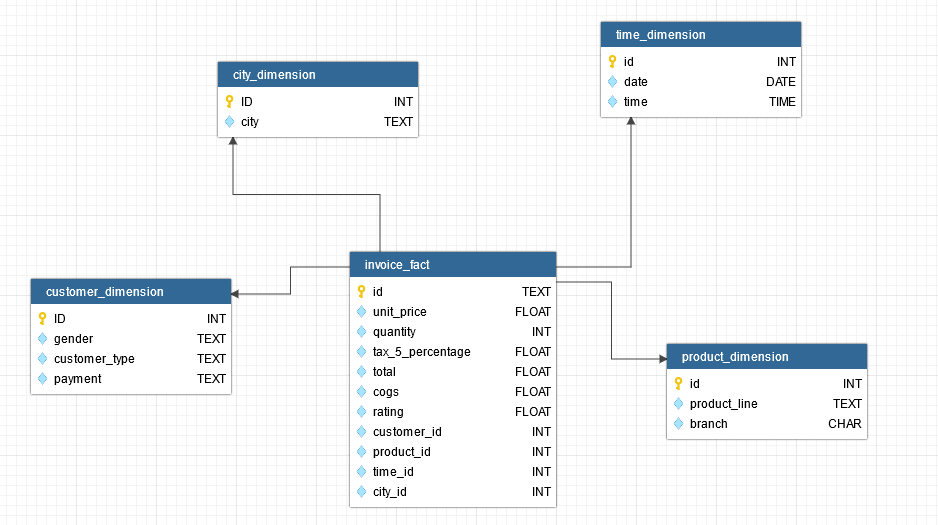 time_dimension
id INT
date DATE
time TIME
city_dimension
ID INT
city TEXT
invoice_fact
id TEXT
unit_price FLOAT
quantity INT
tax_5_percentage FLOAT
total FLOAT
cogs FLOAT
rating FLOAT
customer_id INT
product_id INT
time_id INT
city_id INT
customer_dimension
ID INT
gender TEXT
customer_type TEXT
payment TEXT
product_dimension
id INT
product_line TEXT
branch CHAR